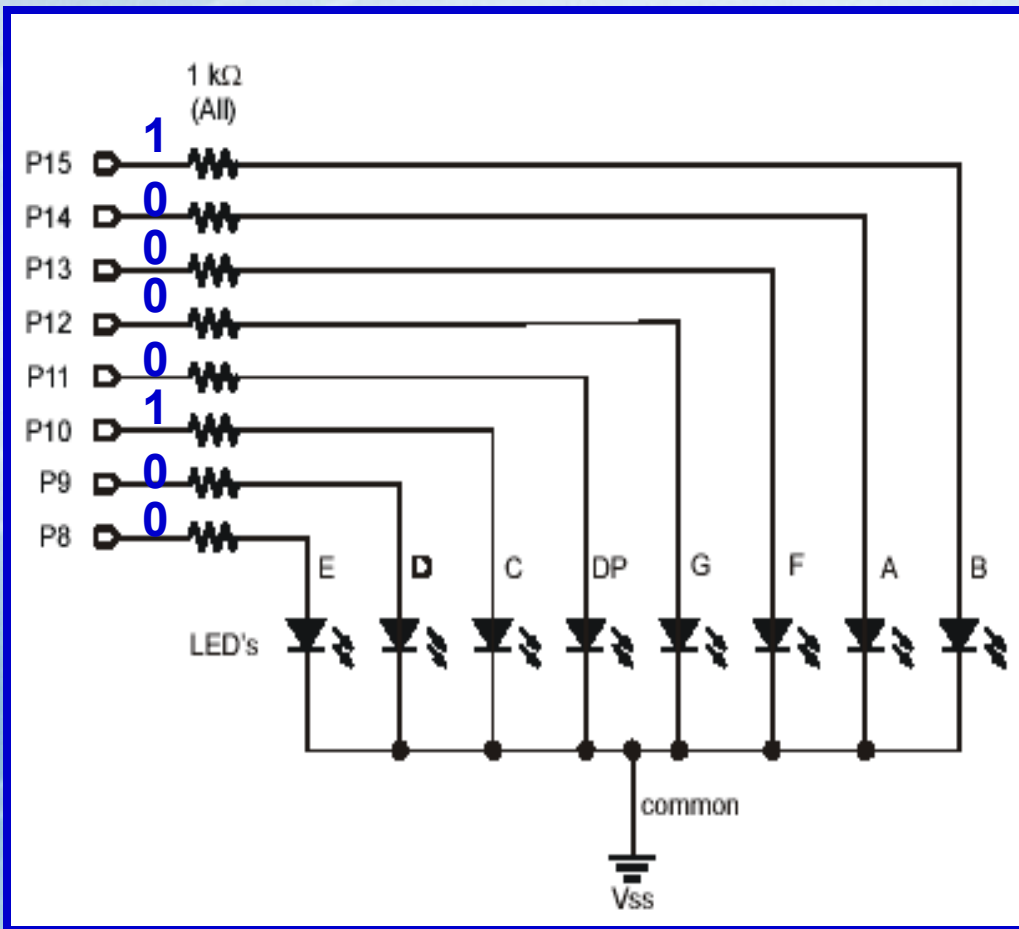 1 kΩ
(All)
P15 1
P14 0
P13 0
P12 0
P11 0
P10 1
P9 0
P8 0
E D C DP G F A B
LED's
common
Vss